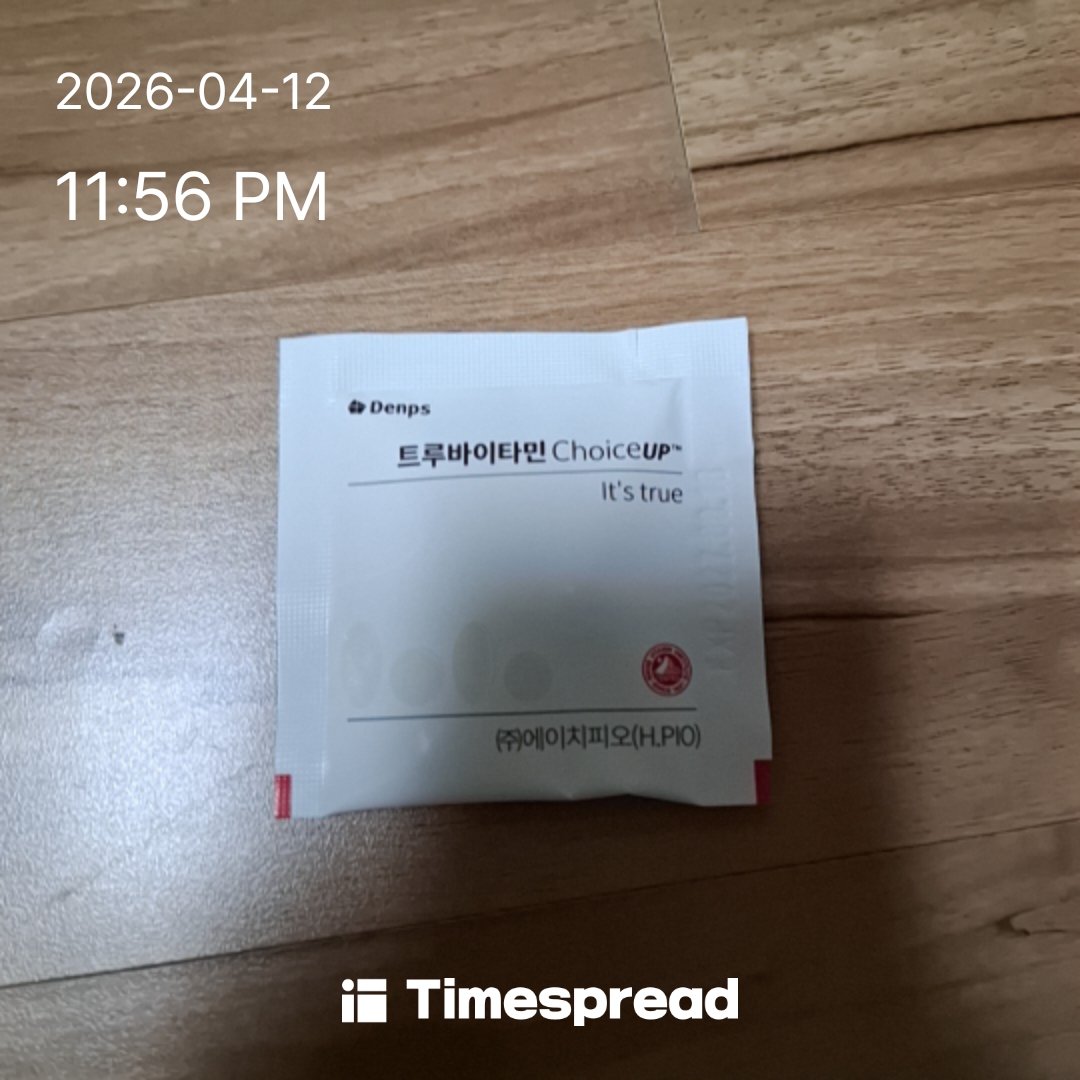 2026-04-12
11:56 PM
Denps
트루바이타민 ChoiceUP™
It's true
㈜에이치피오(H.PIO)
Timespread